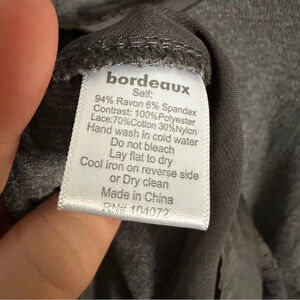 bordeaux
Self:
94% Rayon 6% Spandex
Contrast: 100%Polyester
Lace:70%Cotton 30%Nylon
Hand wash in cold water
Do not bleach
Lay flat to dry
Cool iron on reverse side
or Dry clean
Made in China
RN# 104072